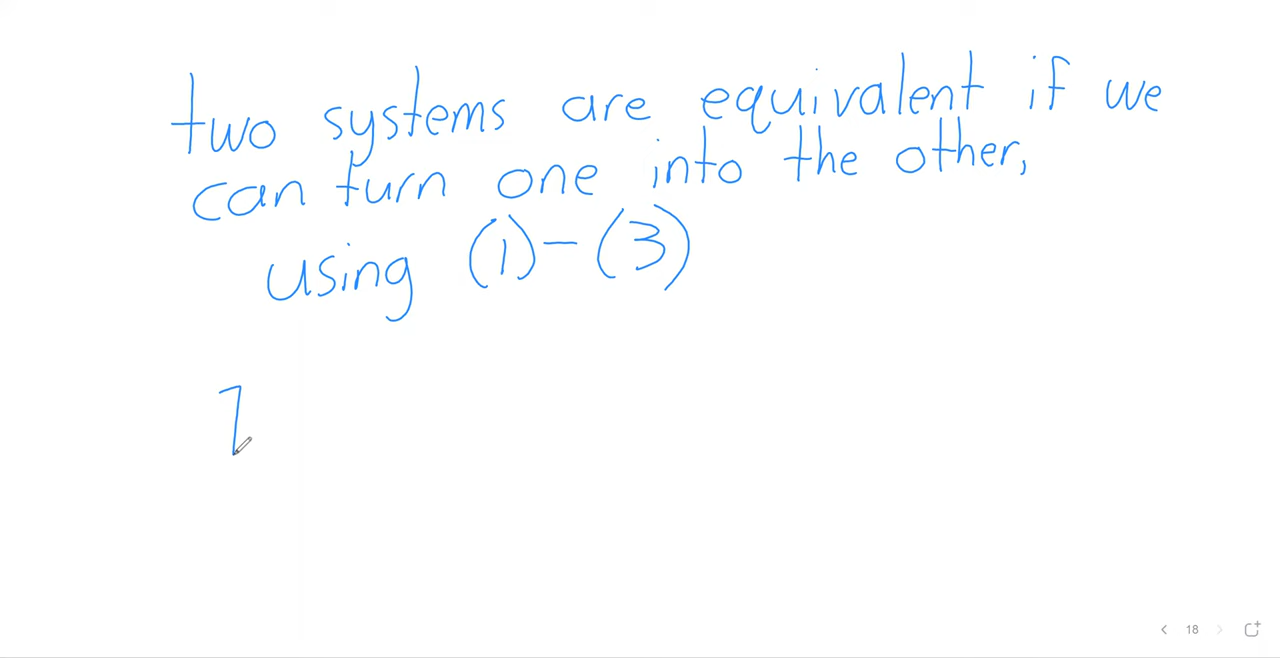 two systems are equivalent if we
can turn one into the other,
using (1)-(3)
18